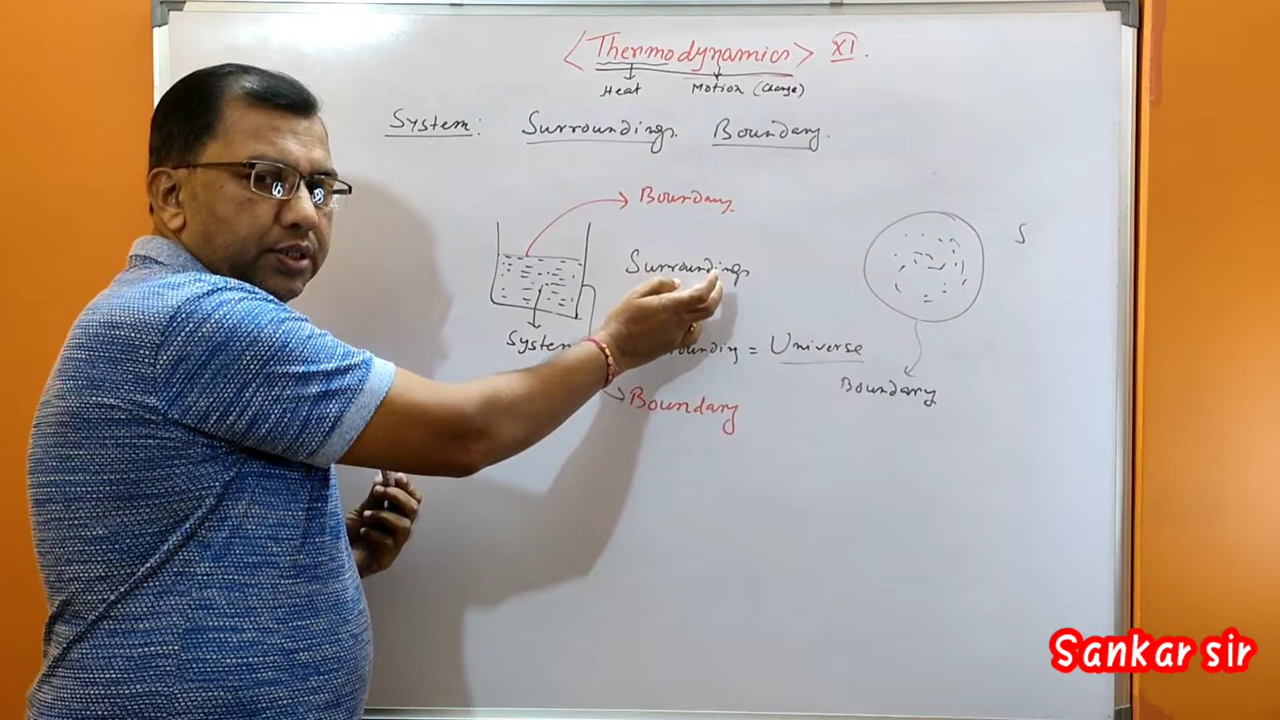 < Thermodynamics > XI.
Heat Motion (Change)
System: Surroundings. Boundary.
Boundary.
Surroundings
S
System
= Universe
Boundary
Boundary
Sankar sir